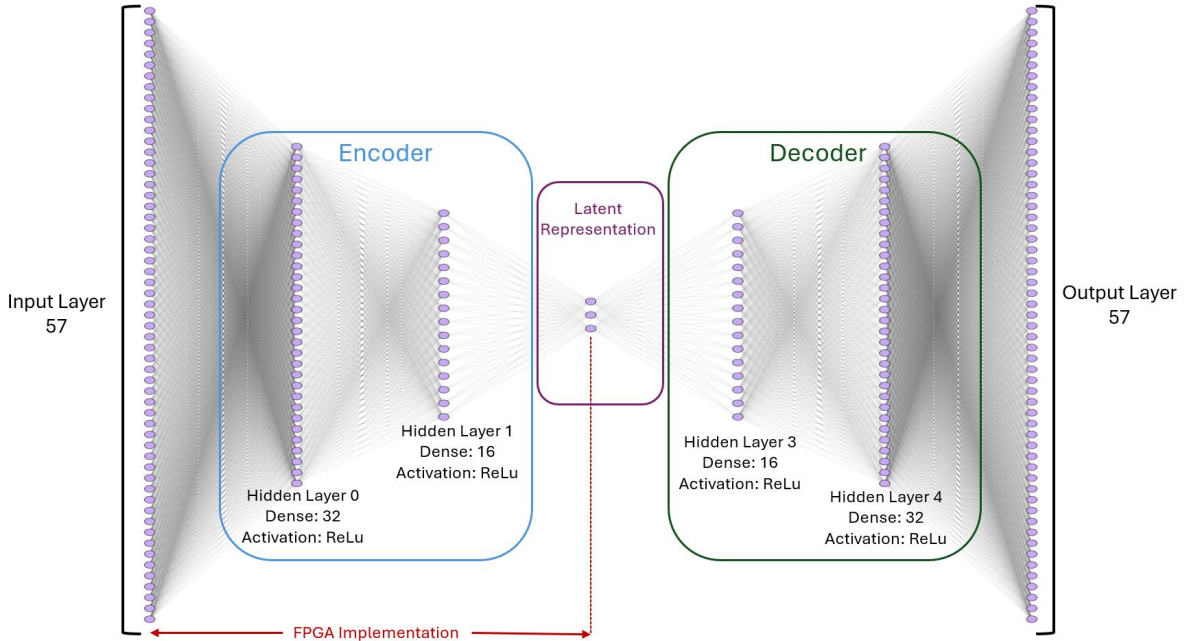 Encoder
Decoder
Latent
Representation
Input Layer
57
Output Layer
57
Hidden Layer 1
Dense: 16
Activation: ReLu
Hidden Layer 3
Dense: 16
Activation: ReLu
Hidden Layer 0
Dense: 32
Activation: ReLu
Hidden Layer 4
Dense: 32
Activation: ReLu
FPGA Implementation